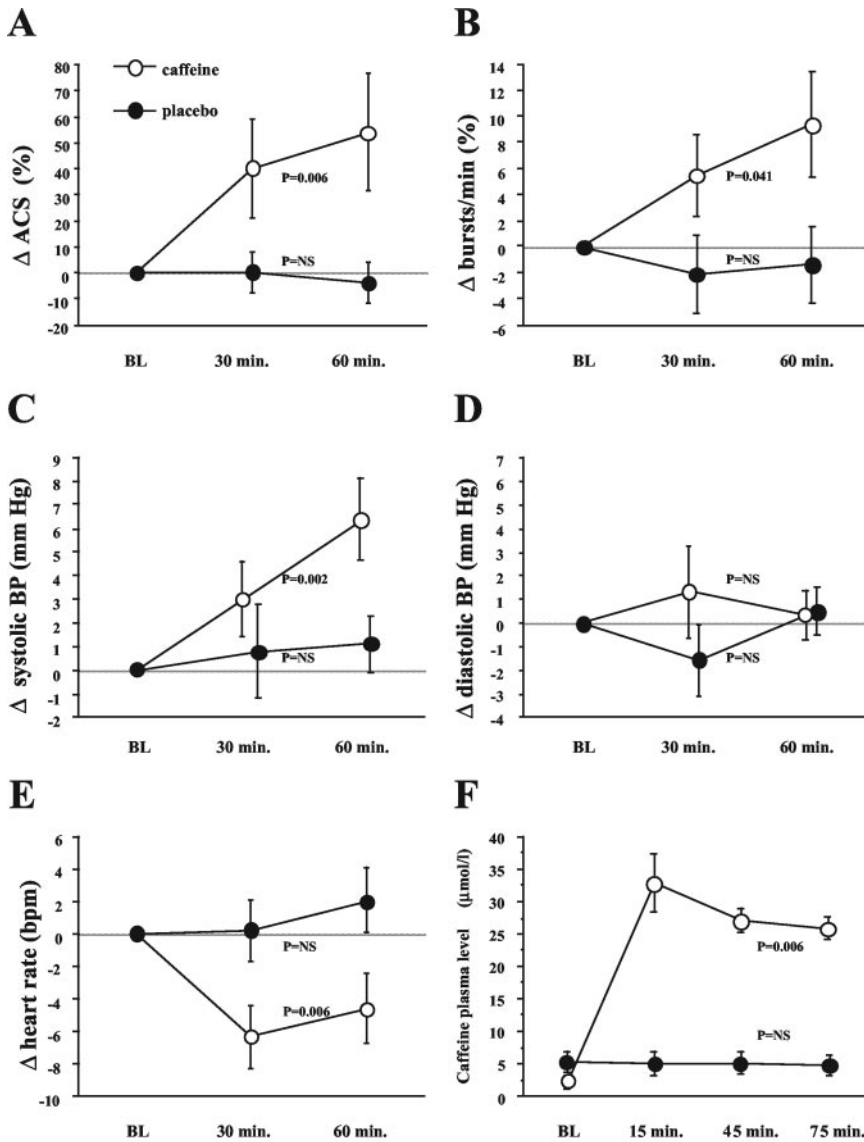 A
Δ ACS (%)
80
70
60
50
40
30
20
10
0
-10
-20
caffeine
placebo
P=0.006
P=NS
BL 30 min. 60 min.
B
Δ bursts/min (%)
14
12
10
8
6
4
2
0
-2
-4
-6
P=0.041
P=NS
BL 30 min. 60 min.
C
Δ systolic BP (mm Hg)
9
8
7
6
5
4
3
2
1
0
-1
-2
P=0.002
P=NS
BL 30 min. 60 min.
D
Δ diastolic BP (mm Hg)
7
6
5
4
3
2
1
0
-1
-2
-3
-4
P=NS
P=NS
BL 30 min. 60 min.
E
Δ heart rate (bpm)
6
4
2
0
-2
-4
-6
-8
-10
P=NS
P=0.006
BL 30 min. 60 min.
F
Caffeine plasma level (μmol/l)
40
35
30
25
20
15
10
5
0
P=0.006
P=NS
BL 15 min. 45 min. 75 min.